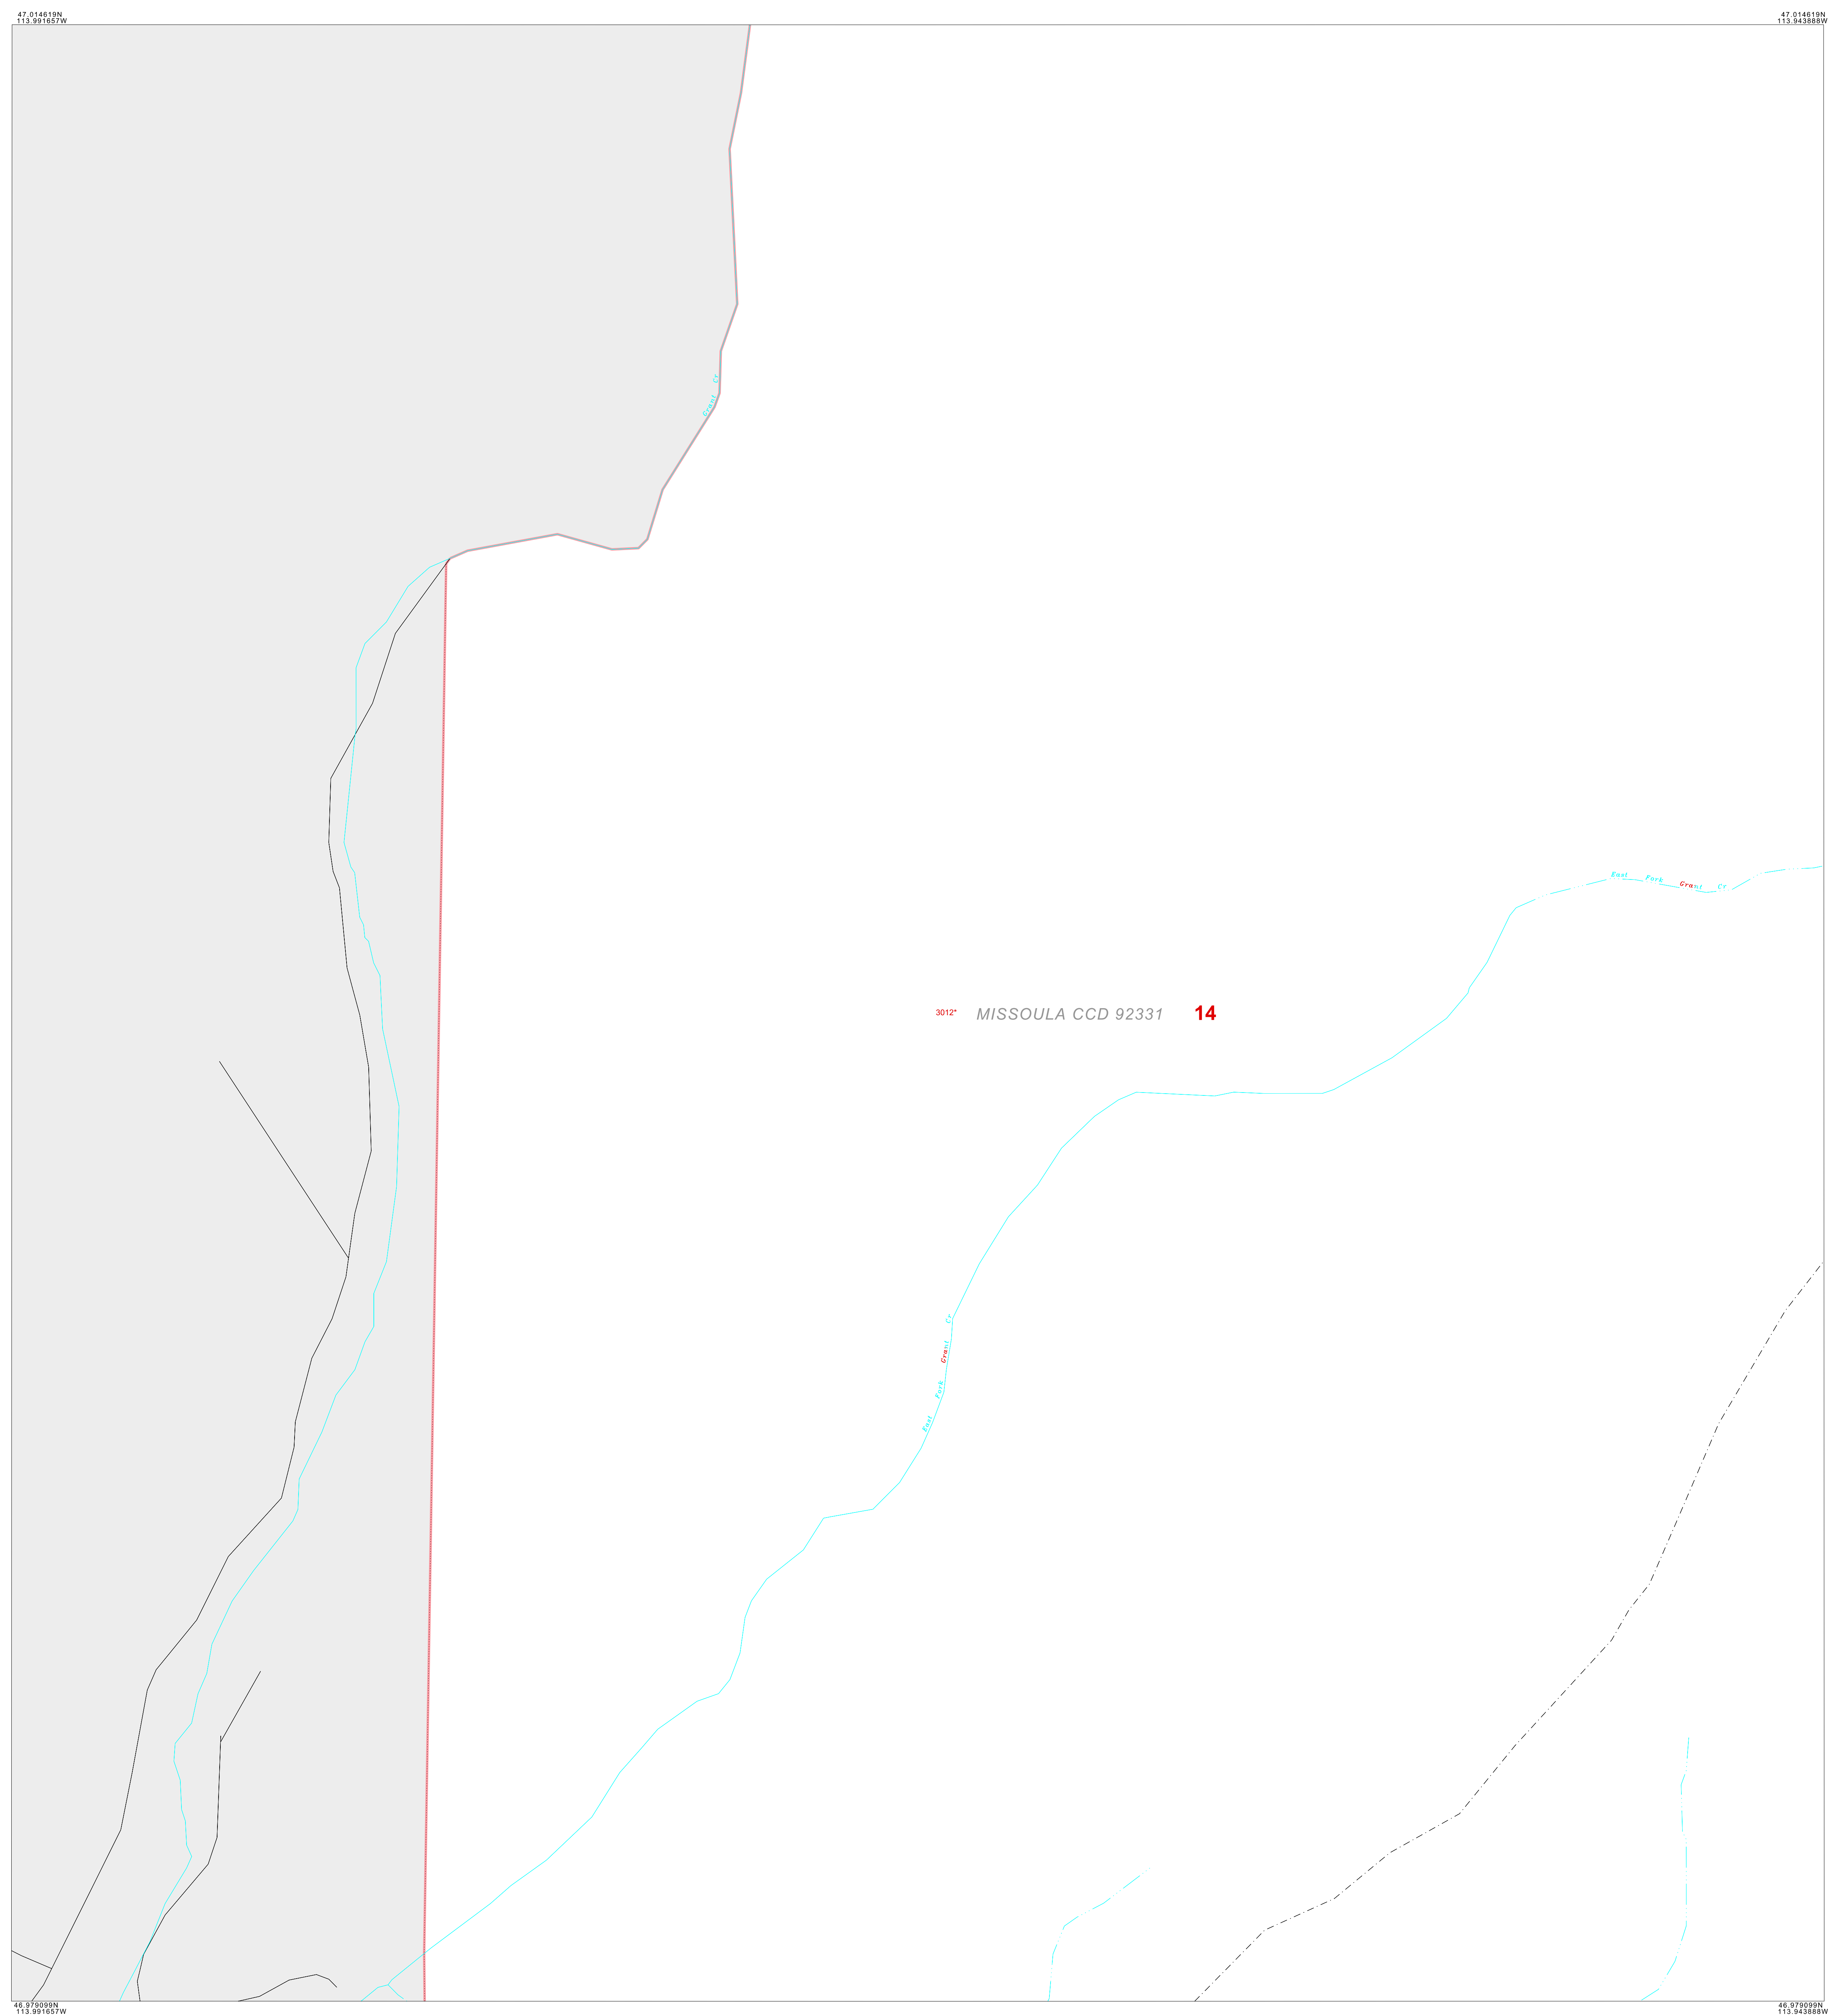 47.014619N
113.991657W
47.014619N
113.943888W
Grant Cr
East Fork Grant Cr
3012* MISSOULA CCD 92331 14
East Fork Grant Cr
46.979099N
113.991657W
46.979099N
113.943888W